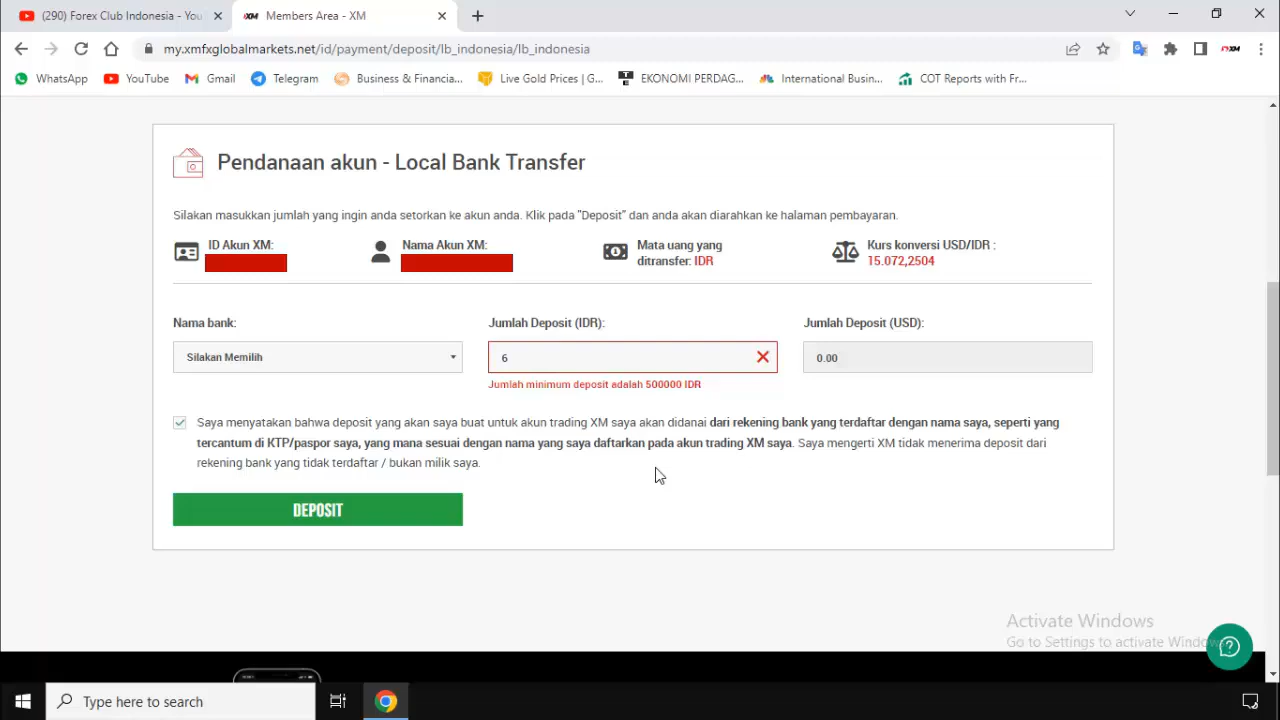 (290) Forex Club Indonesia - You
XM Members Area - XM
my.xmfxglobalmarkets.net/id/payment/deposit/lb_indonesia/lb_indonesia
WhatsApp YouTube Gmail Telegram Business & Financia... Live Gold Prices | G... EKONOMI PERDAG... International Busin... COT Reports with Fr...
Pendanaan akun - Local Bank Transfer
Silakan masukkan jumlah yang ingin anda setorkan ke akun anda. Klik pada "Deposit" dan anda akan diarahkan ke halaman pembayaran.
ID Akun XM:
Nama Akun XM:
Mata uang yang
ditransfer: IDR
Kurs konversi USD/IDR :
15.072,2504
Nama bank:
Silakan Memilih
Jumlah Deposit (IDR):
6
Jumlah minimum deposit adalah 500000 IDR
Jumlah Deposit (USD):
0.00
Saya menyatakan bahwa deposit yang akan saya buat untuk akun trading XM saya akan didanai dari rekening bank yang terdaftar dengan nama saya, seperti yang
tercantum di KTP/paspor saya, yang mana sesuai dengan nama yang saya daftarkan pada akun trading XM saya. Saya mengerti XM tidak menerima deposit dari
rekening bank yang tidak terdaftar / bukan milik saya.
DEPOSIT
Activate Windows
Go to Settings to activate Windows
Type here to search